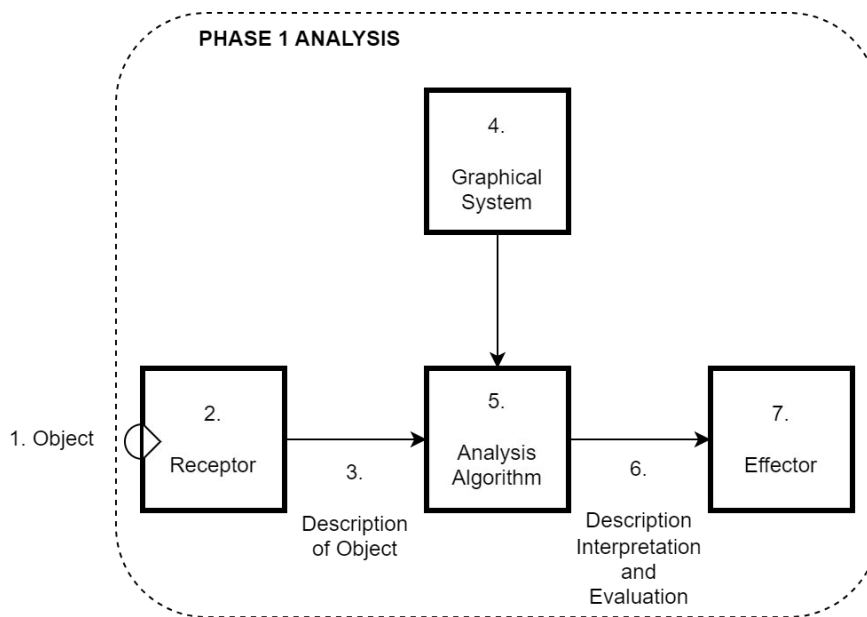 PHASE 1 ANALYSIS
4.
Graphical
System
1. Object
2.
Receptor
3.
Description
of Object
5.
Analysis
Algorithm
6.
Description
Interpretation
and
Evaluation
7.
Effector